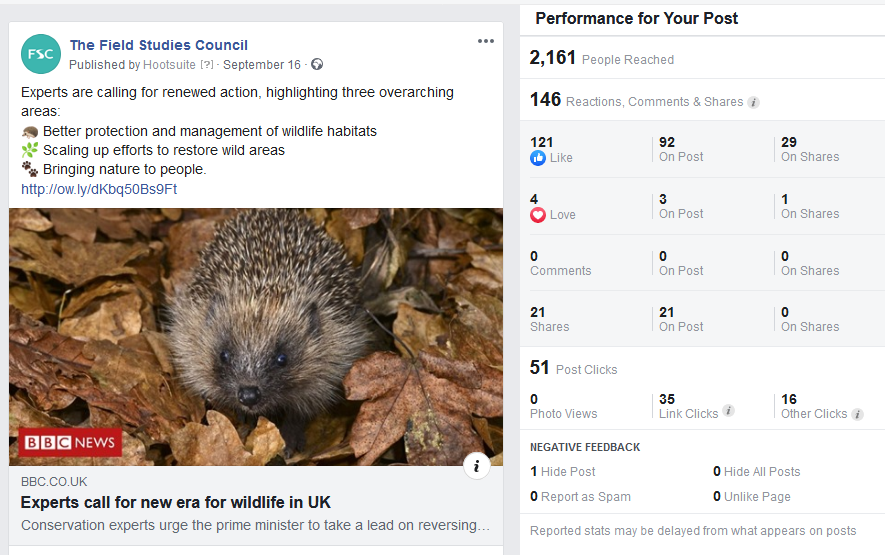 FSC
The Field Studies Council
Published by Hootsuite [?] · September 16 ·
Experts are calling for renewed action, highlighting three overarching
areas:
Better protection and management of wildlife habitats
Scaling up efforts to restore wild areas
Bringing nature to people.
http://ow.ly/dKbq50Bs9Ft
BBC NEWS
i
BBC.CO.UK
Experts call for new era for wildlife in UK
Conservation experts urge the prime minister to take a lead on reversing...
Performance for Your Post
2,161 People Reached
146 Reactions, Comments & Shares i
121 92 29
Like On Post On Shares
4 3 1
Love On Post On Shares
0 0 0
Comments On Post On Shares
21 21 0
Shares On Post On Shares
51 Post Clicks
0 35 16
Photo Views Link Clicks i Other Clicks i
NEGATIVE FEEDBACK
1 Hide Post 0 Hide All Posts
0 Report as Spam 0 Unlike Page
Reported stats may be delayed from what appears on posts